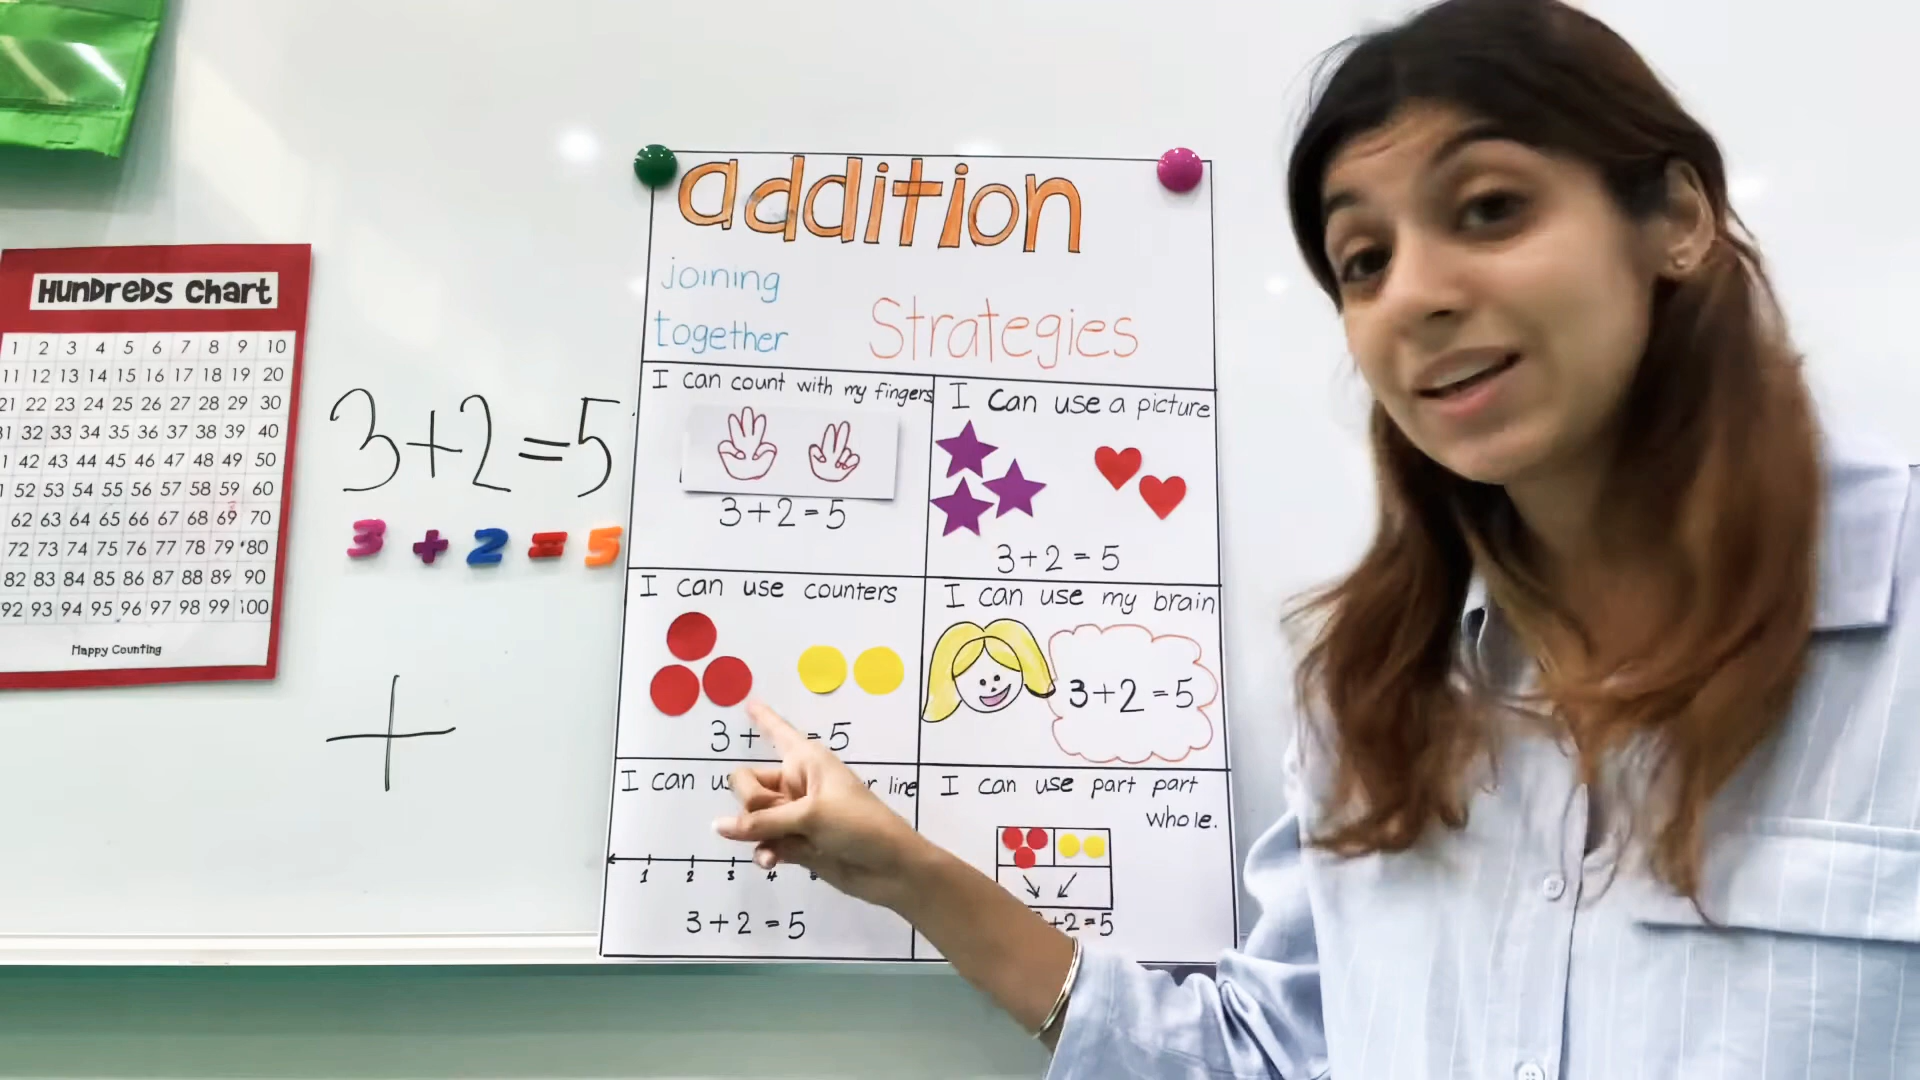 HUNDREDS CHART
1 2 3 4 5 6 7 8 9 10
11 12 13 14 15 16 17 18 19 20
21 22 23 24 25 26 27 28 29 30
31 32 33 34 35 36 37 38 39 40
42 43 44 45 46 47 48 49 50
52 53 54 55 56 57 58 59 60
62 63 64 65 66 67 68 69 70
72 73 74 75 76 77 78 79 80
82 83 84 85 86 87 88 89 90
92 93 94 95 96 97 98 99 100
Happy Counting
3+2=5
3+2=5
+
addition
joining
together
Strategies
I can count with my fingers
3+2=5
I can use a picture
3+2=5
I can use counters
3+ =5
I can use my brain
3+2=5
I can line
1 2 3 4
3+2=5
I can use part part
whole.
+2=5